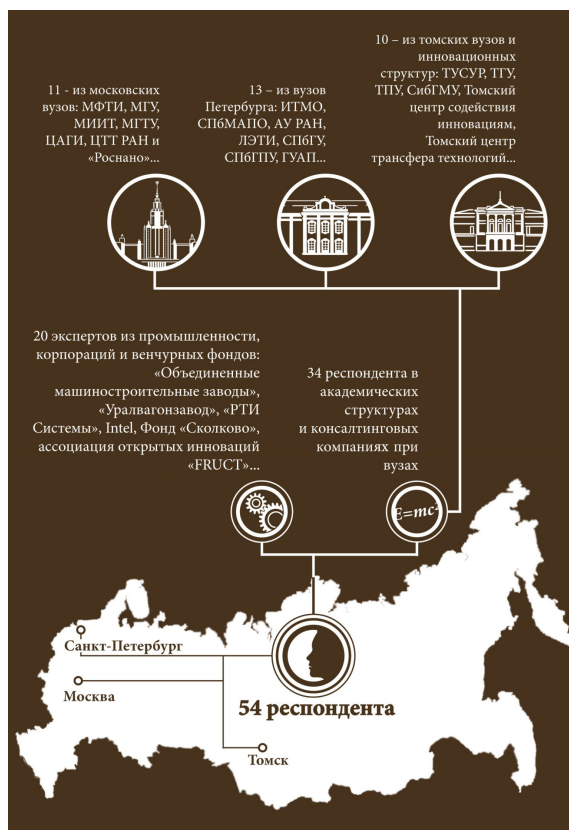 10 – из томских вузов и
инновационных
структур: ТУСУР, ТГУ,
ТПУ, СибГМУ, Томский
центр содействия
инновациям,
Томский центр
трансфера технологий...
11 - из московских
вузов: МФТИ, МГУ,
МИИТ, МГТУ,
ЦАГИ, ЦТТ РАН и
«Роснано»...
13 – из вузов
Петербурга: ИТМО,
СПбМАПО, АУ РАН,
ЛЭТИ, СПбГУ,
СПбГПУ, ГУАП...
20 экспертов из промышленности,
корпораций и венчурных фондов:
«Объединенные
машиностроительные заводы»,
«Уралвагонзавод», «РТИ
Системы», Intel, Фонд «Сколково»,
ассоциация открытых инноваций
«FRUCT»...
34 респондента в
академических
структурах
и консалтинговых
компаниях при
вузах
E=mc²
Санкт-Петербург
Москва
54 респондента
Томск